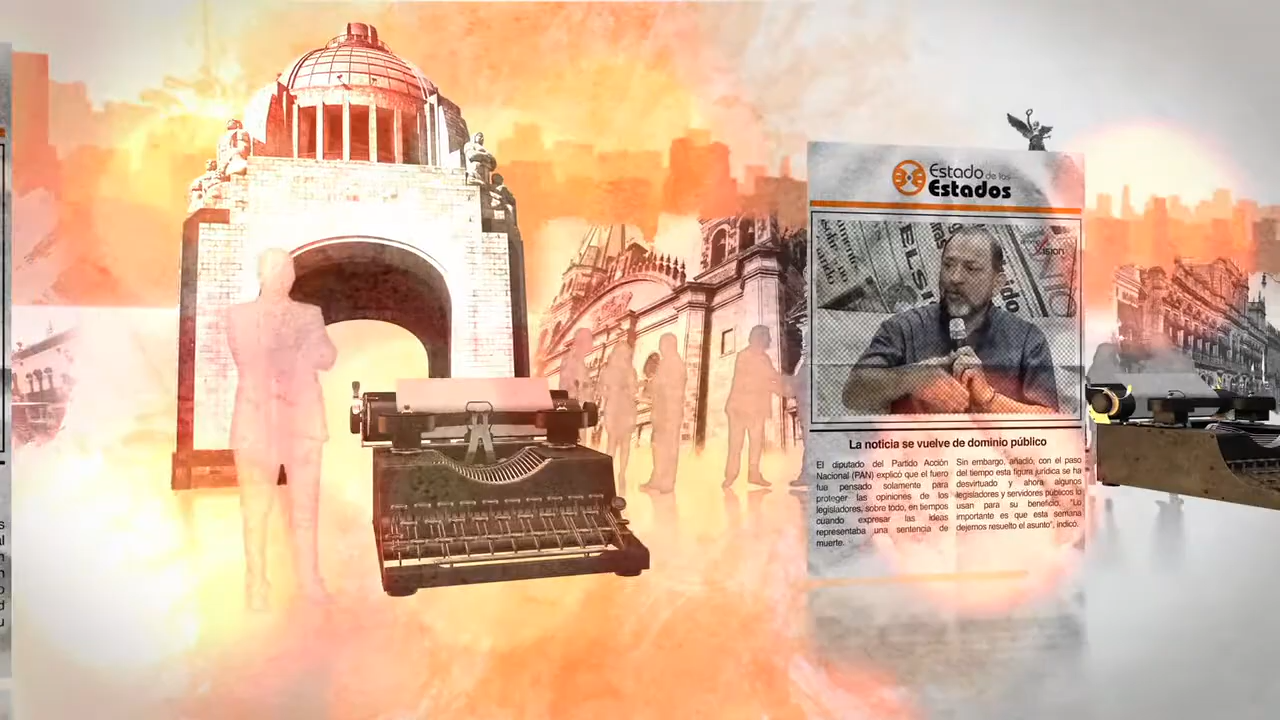 Estado de los
Estados
La noticia se vuelve de dominio público
El diputado del Partido Acción
Nacional (PAN) explicó que el fuero
fue pensado solamente para
proteger las opiniones de los
legisladores, sobre todo, en tiempos
cuando expresar las ideas
representaba una sentencia de
muerte.
Sin embargo, añadió, con el paso
del tiempo esta figura jurídica se ha
desvirtuado y ahora algunos
legisladores y servidores públicos lo
usan para su beneficio. "Lo
importante es que esta semana
dejemos resuelto el asunto", indicó.